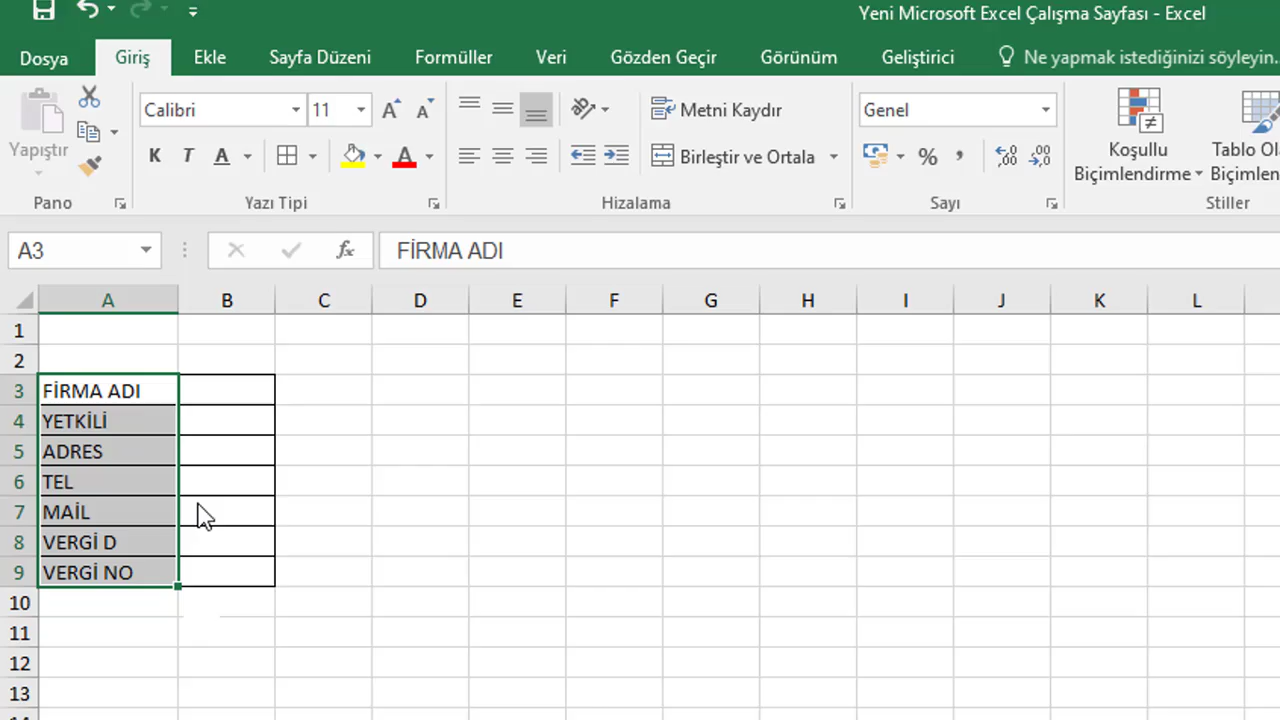 Yeni Microsoft Excel Çalışma Sayfası - Excel
Dosya Giriş Ekle Sayfa Düzeni Formüller Veri Gözden Geçir Görünüm Geliştirici Ne yapmak istediğinizi söyleyin...
Calibri 11 Metni Kaydır Genel
Yapıştır K T A A Birleştir ve Ortala % Koşullu Biçimlendirme Tablo Ola Biçimlen
Pano Yazı Tipi Hizalama Sayı Stiller
A3 fx FİRMA ADI
A B C D E F G H I J K L
1
2
3 FİRMA ADI
4 YETKİLİ
5 ADRES
6 TEL
7 MAİL
8 VERGİ D
9 VERGİ NO
10
11
12
13